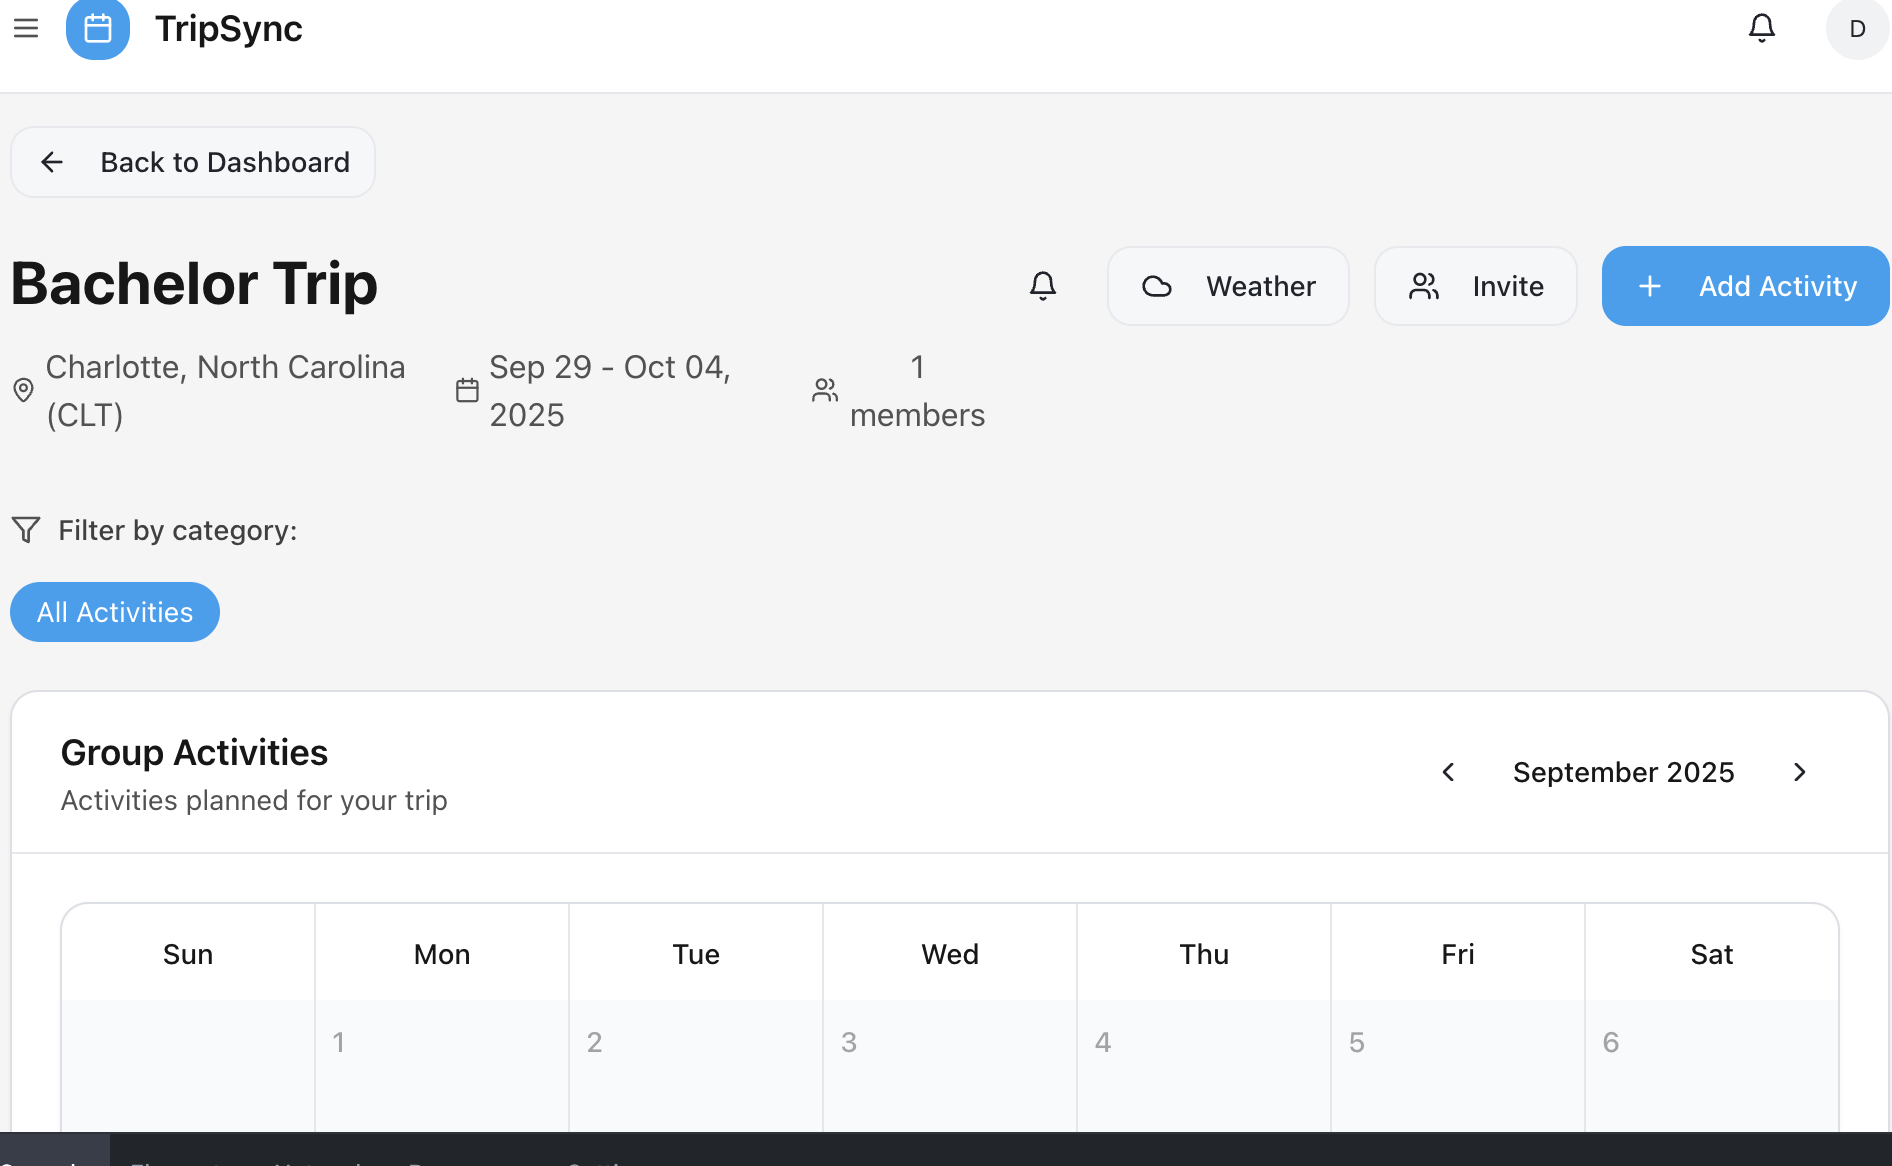 TripSync
D
Back to Dashboard
Bachelor Trip
Weather
Invite
Add Activity
Charlotte, North Carolina
(CLT)
Sep 29 - Oct 04,
2025
1
members
Filter by category:
All Activities
Group Activities
Activities planned for your trip
September 2025
Sun Mon Tue Wed Thu Fri Sat
1 2 3 4 5 6